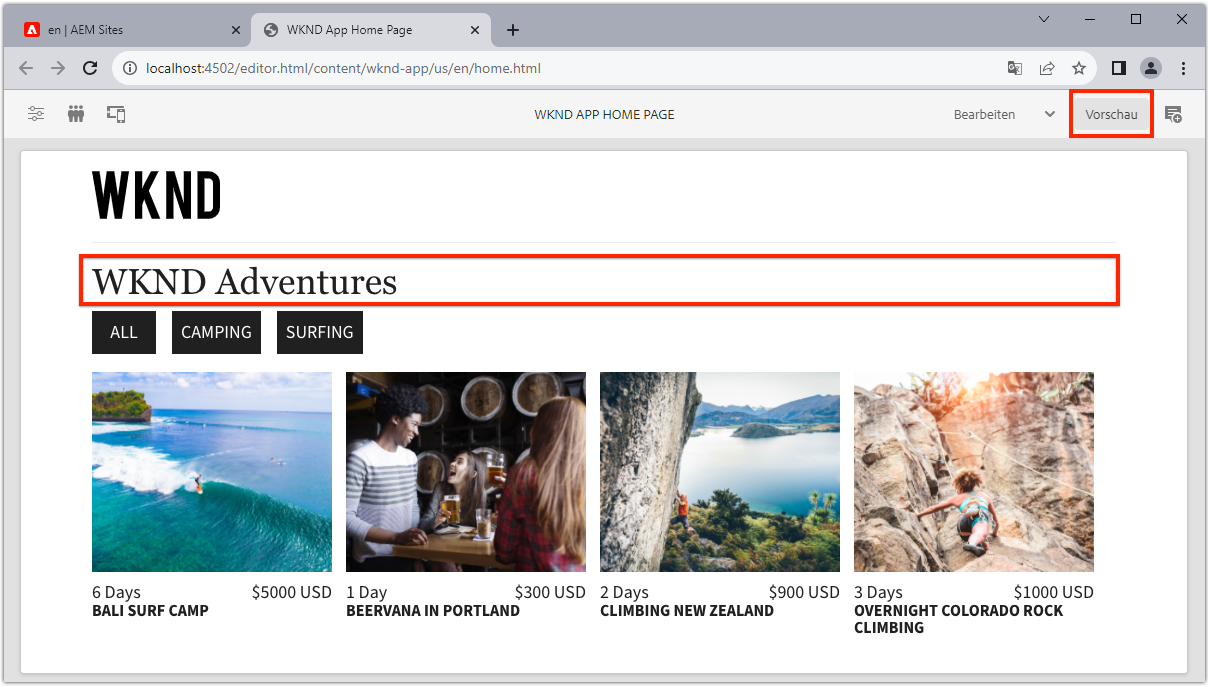 en | AEM Sites
WKND App Home Page
localhost:4502/editor.html/content/wknd-app/us/en/home.html
WKND APP HOME PAGE
Bearbeiten
Vorschau
WKND
WKND Adventures
ALL
CAMPING
SURFING
6 Days $5000 USD
BALI SURF CAMP
1 Day $300 USD
BEERVANA IN PORTLAND
2 Days $900 USD
CLIMBING NEW ZEALAND
3 Days $1000 USD
OVERNIGHT COLORADO ROCK
CLIMBING